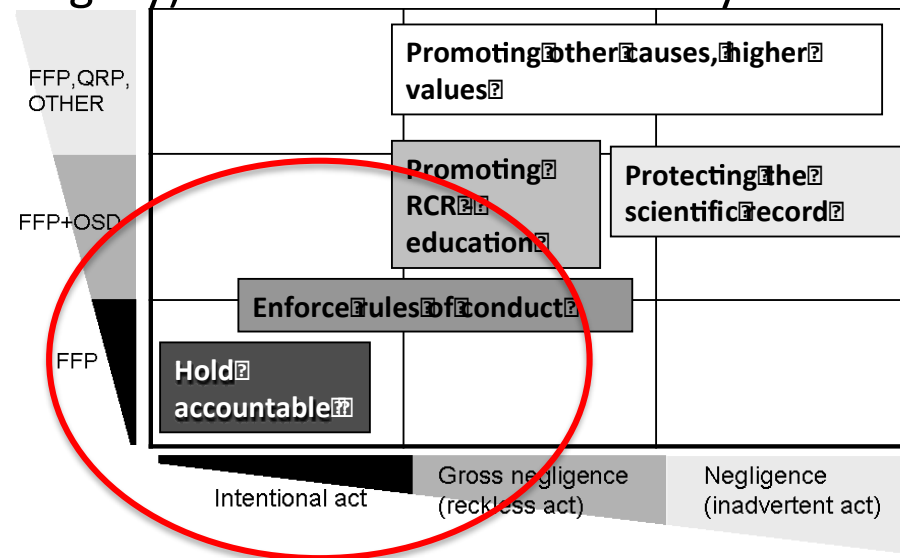 FFP,QRP,
OTHER
Promoting⍰other⍰causes,⍰higher⍰
values⍰
Promoting⍰
RCR⍰-⍰
education⍰
Protecting⍰the⍰
scientific⍰record⍰
FFP+OSD
Enforce⍰rules⍰of⍰conduct⍰
FFP
Hold⍰
accountable⍰⍰
Intentional act
Gross negligence
(reckless act)
Negligence
(inadvertent act)